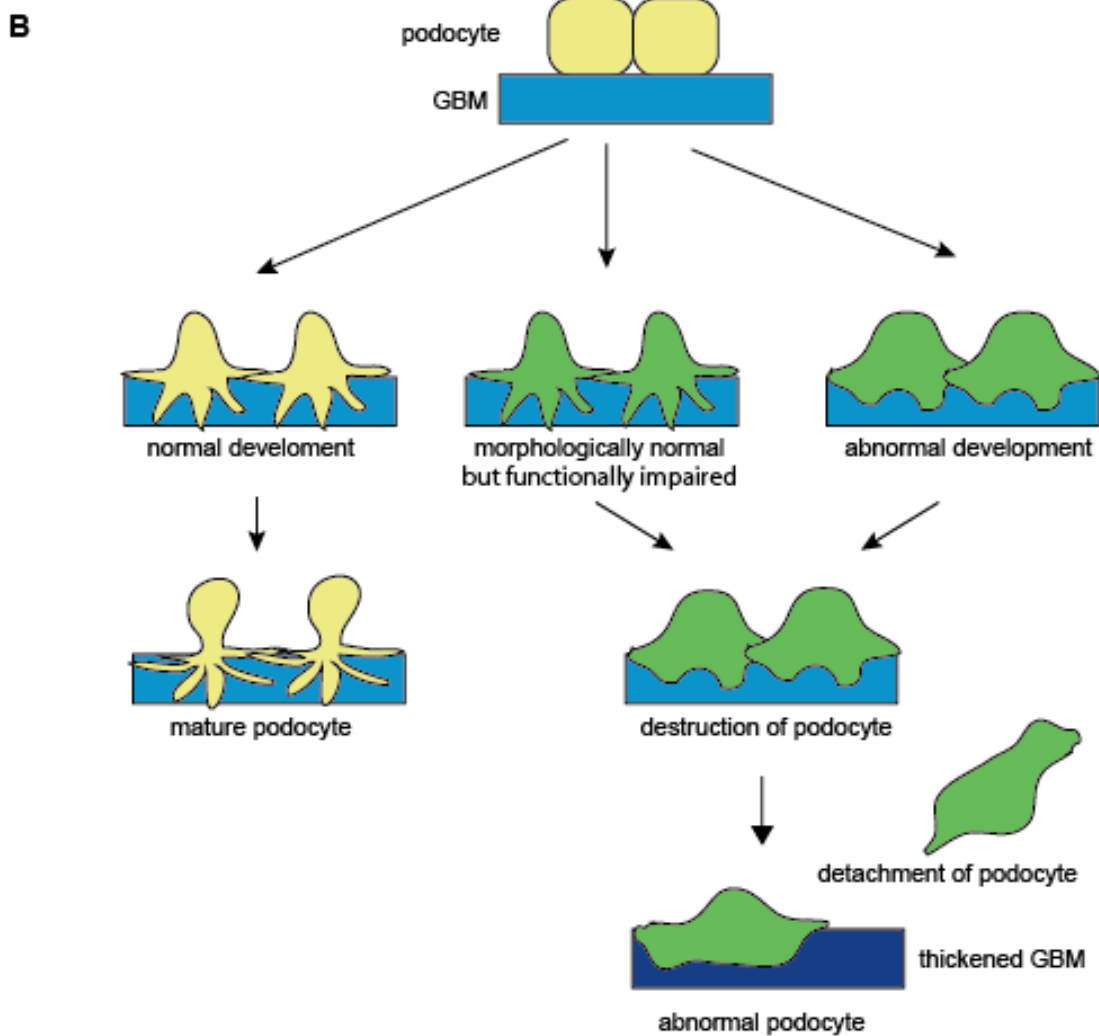 B
podocyte
GBM
normal develoment
morphologically normal
but functionally impaired
abnormal development
mature podocyte
destruction of podocyte
detachment of podocyte
thickened GBM
abnormal podocyte